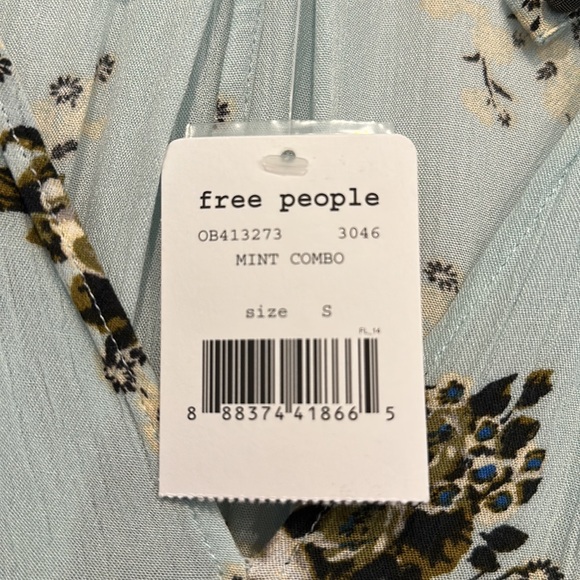 free people
OB413273 3046
MINT COMBO
size S
FL_14
8 88374 41866 5